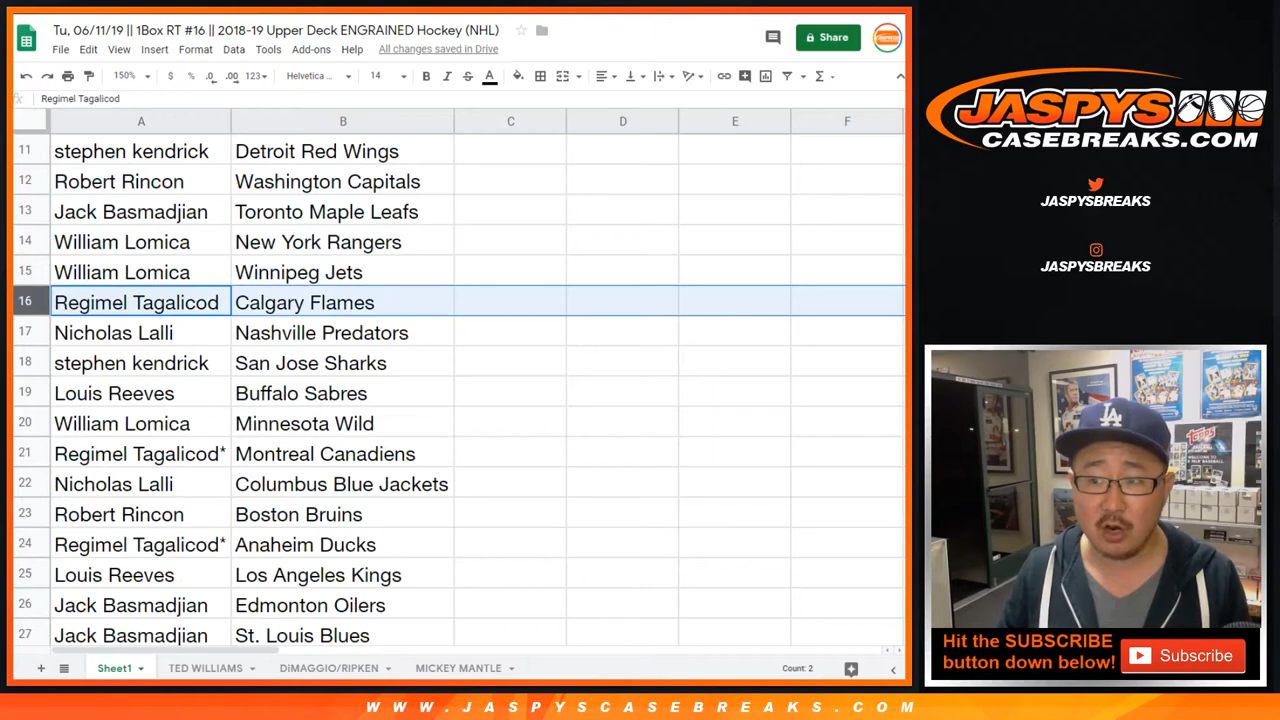 Tu, 06/11/19 || 1Box RT #16 || 2018-19 Upper Deck ENGRAINED Hockey (NHL)
File Edit View Insert Format Data Tools Add-ons Help All changes saved in Drive
Share
150% $ % .0 .00 123 Helvetica ... 14 B I S A
fx Regimel Tagalicod
A B C D E F
11 stephen kendrick Detroit Red Wings
12 Robert Rincon Washington Capitals
13 Jack Basmadjian Toronto Maple Leafs
14 William Lomica New York Rangers
15 William Lomica Winnipeg Jets
16 Regimel Tagalicod Calgary Flames
17 Nicholas Lalli Nashville Predators
18 stephen kendrick San Jose Sharks
19 Louis Reeves Buffalo Sabres
20 William Lomica Minnesota Wild
21 Regimel Tagalicod* Montreal Canadiens
22 Nicholas Lalli Columbus Blue Jackets
23 Robert Rincon Boston Bruins
24 Regimel Tagalicod* Anaheim Ducks
25 Louis Reeves Los Angeles Kings
26 Jack Basmadjian Edmonton Oilers
27 Jack Basmadjian St. Louis Blues
Sheet1 TED WILLIAMS DiMAGGIO/RIPKEN MICKEY MANTLE Count: 2
JASPYS
CASEBREAKS.COM
JASPYSBREAKS
JASPYSBREAKS
LA
Topps
Hit the SUBSCRIBE
button down below!
Subscribe
WWW.JASPYSCASEBREAKS.COM